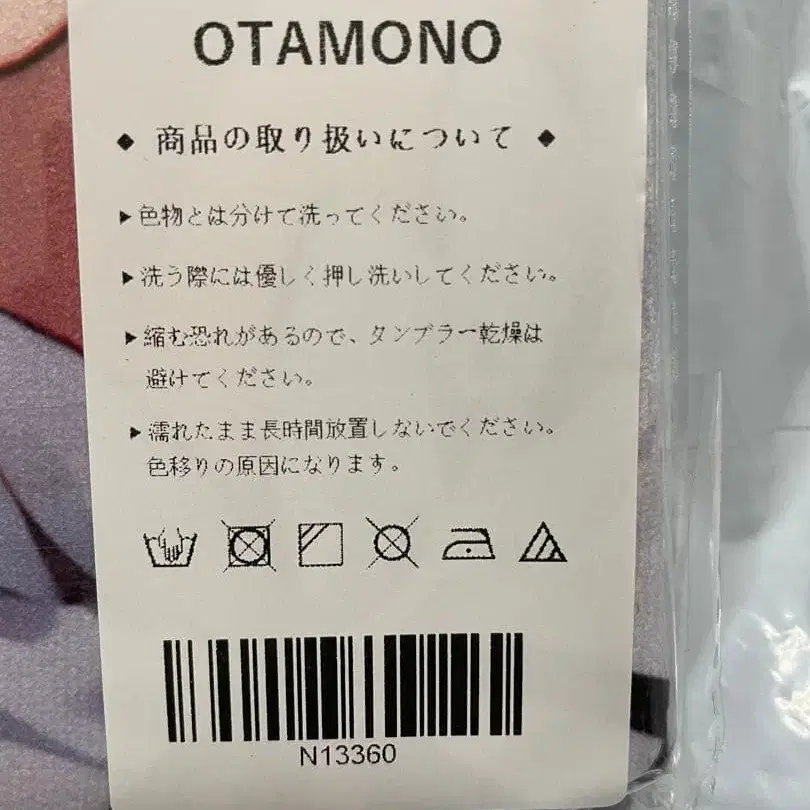 OTAMONO
◆ 商品の取り扱いについて ◆
▶色物とは分けて洗ってください。
▶洗う際には優しく押し洗いしてください。
▶縮む恐れがあるので、タンブラー乾燥は
避けてください。
▶濡れたまま長時間放置しないでください。
色移りの原因になります。
N13360